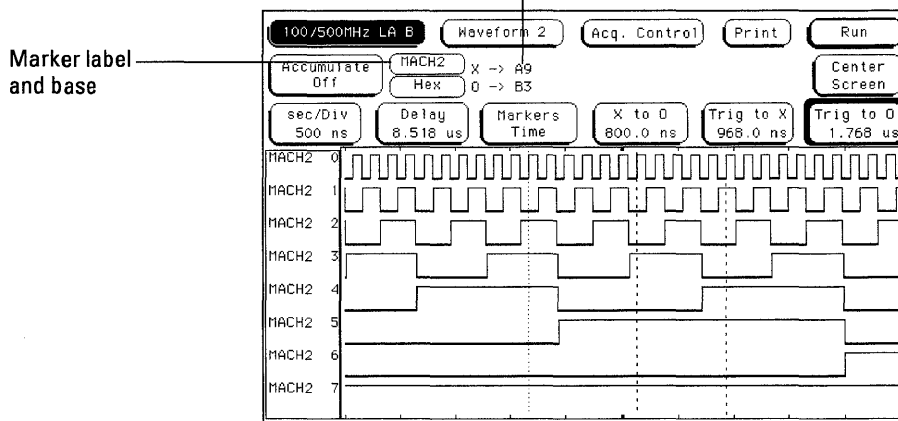 Marker label
and base
100/500MHz LA B
Waveform 2
Acq. Control
Print
Run
Accumulate
Off
MACH2
Hex
X -> A9
O -> B3
Center
Screen
sec/Div
500 ns
Delay
8.518 us
Markers
Time
X to O
800.0 ns
Trig to X
968.0 ns
Trig to O
1.768 us
MACH2 0
MACH2 1
MACH2 2
MACH2 3
MACH2 4
MACH2 5
MACH2 6
MACH2 7